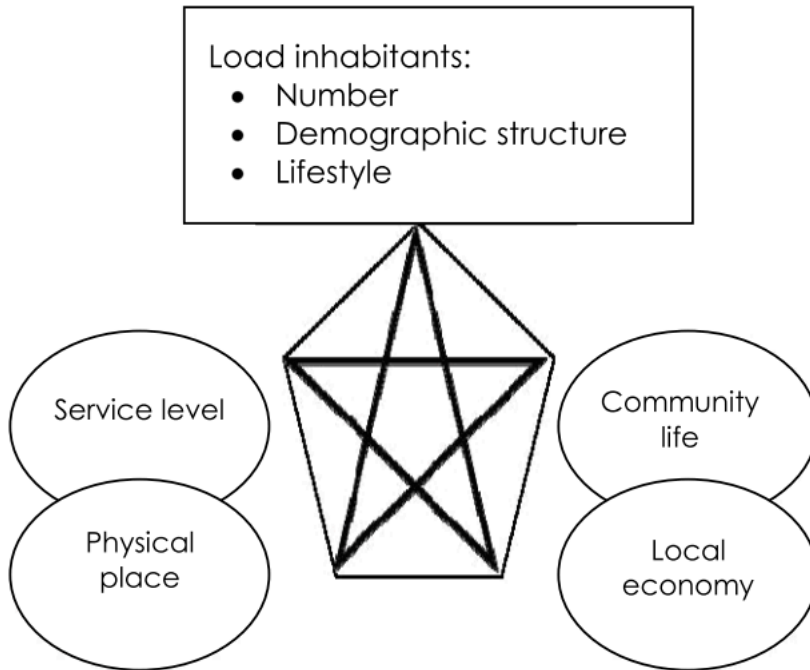 Load inhabitants:
• Number
• Demographic structure
• Lifestyle
Service level
Community
life
Physical
place
Local
economy